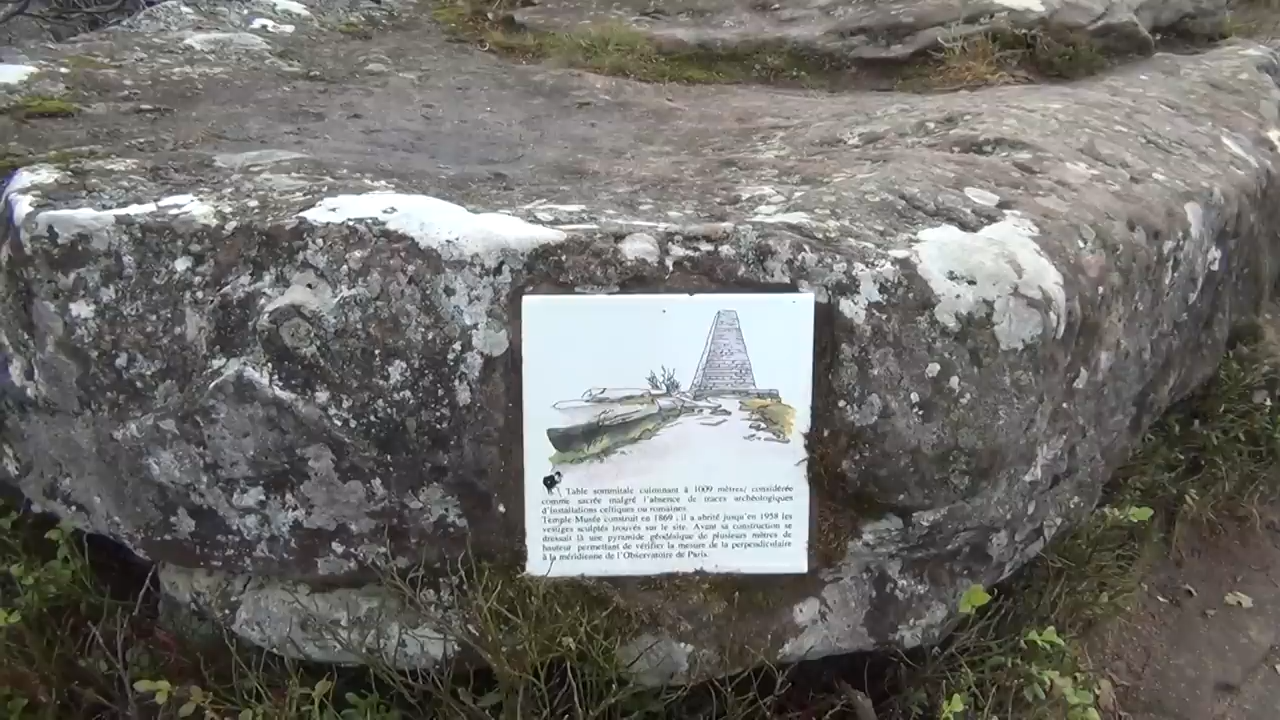 Table sommitale culminant à 1009 mètres/ considérée
comme sacrée malgré l'absence de traces archéologiques
d'installations celtiques ou romaines.
Temple Musée construit en 1869 ; il a abrité jusqu'en 1958 les
vestiges sculptés trouvés sur le site. Avant sa construction se
dressait là une pyramide géodésique de plusieurs mètres de
hauteur permettant de vérifier la mesure de la perpendiculaire
à la méridienne de l'Observatoire de Paris.